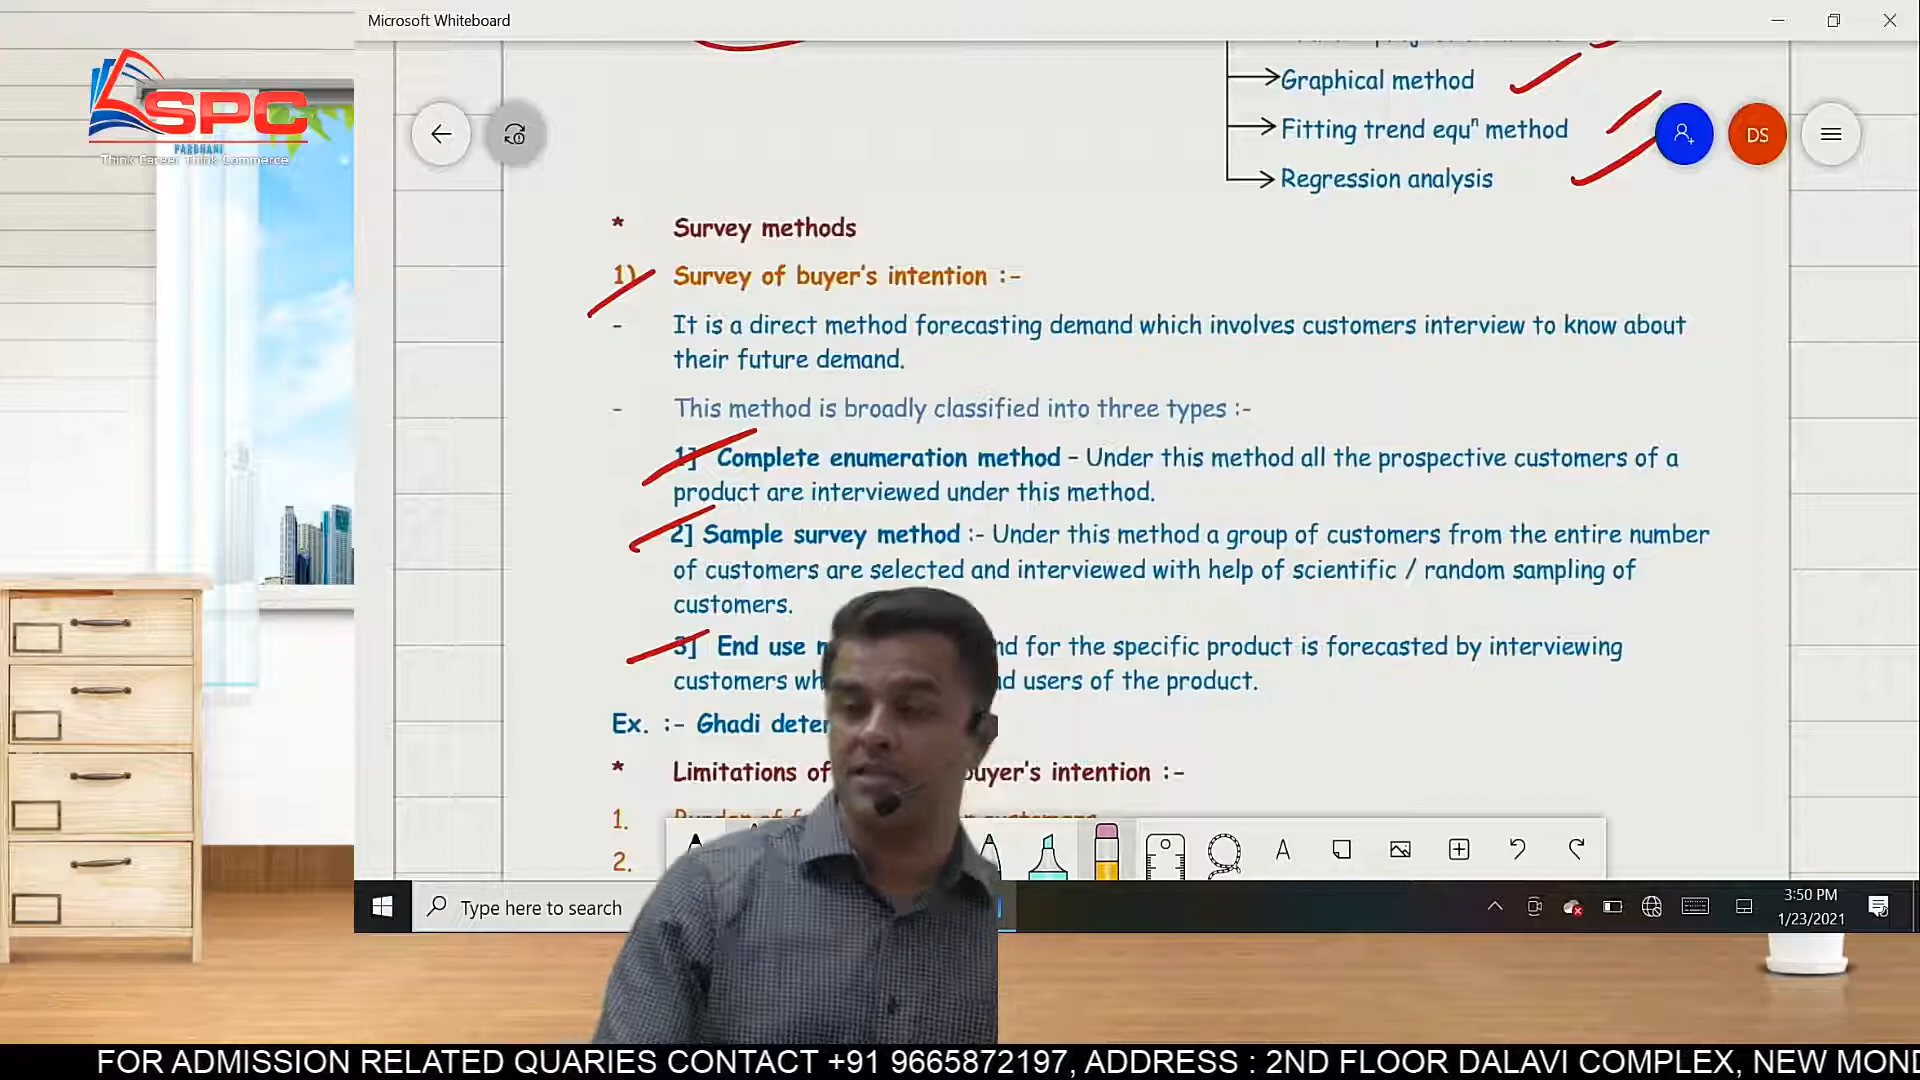 Microsoft Whiteboard
SPC
PARDHANI
Think Career Think Commerce
Graphical method
Fitting trend equⁿ method
Regression analysis
DS
* Survey methods
1) Survey of buyer's intention :-
- It is a direct method forecasting demand which involves customers interview to know about
their future demand.
- This method is broadly classified into three types :-
1] Complete enumeration method – Under this method all the prospective customers of a
product are interviewed under this method.
2] Sample survey method :- Under this method a group of customers from the entire number
of customers are selected and interviewed with help of scientific / random sampling of
customers.
3] End use for the specific product is forecasted by interviewing
customers users of the product.
Ex. :- Ghadi
* Limitations of buyer's intention :-
1.
2.
Type here to search
3:50 PM
1/23/2021
FOR ADMISSION RELATED QUARIES CONTACT +91 9665872197, ADDRESS : 2ND FLOOR DALAVI COMPLEX, NEW MOND